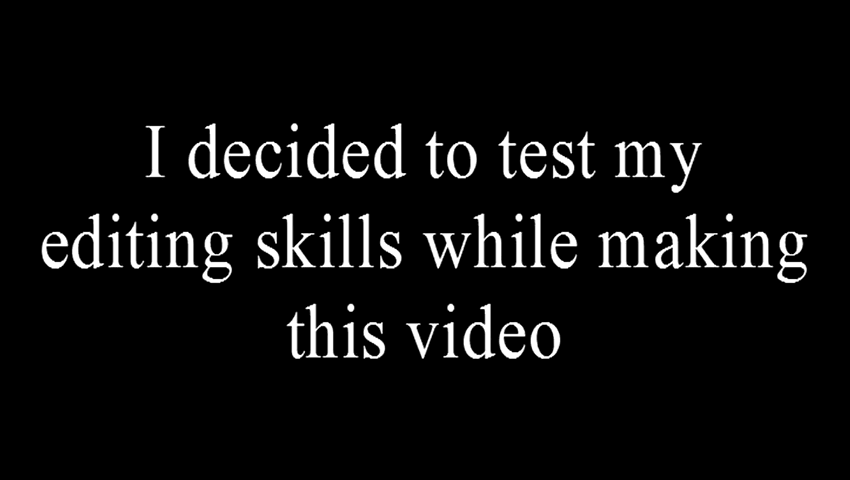 I decided to test my
editing skills while making
this video